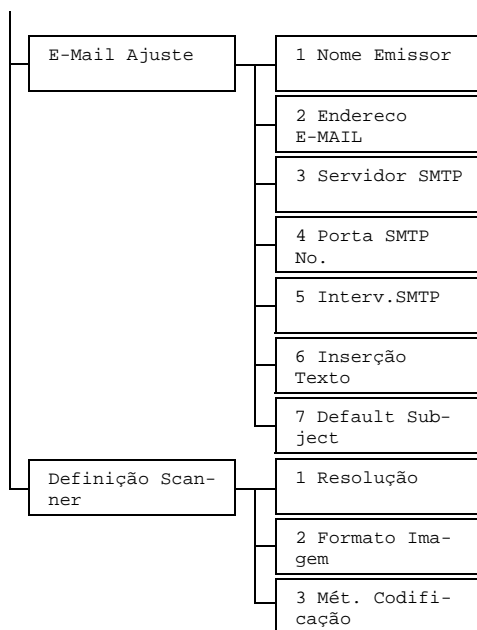 E-Mail Ajuste
1 Nome Emissor
2 Endereco
E-MAIL
3 Servidor SMTP
4 Porta SMTP
No.
5 Interv.SMTP
6 Inserção
Texto
7 Default Sub-
ject
Definição Scan-
ner
1 Resolução
2 Formato Ima-
gem
3 Mét. Codifi-
cação